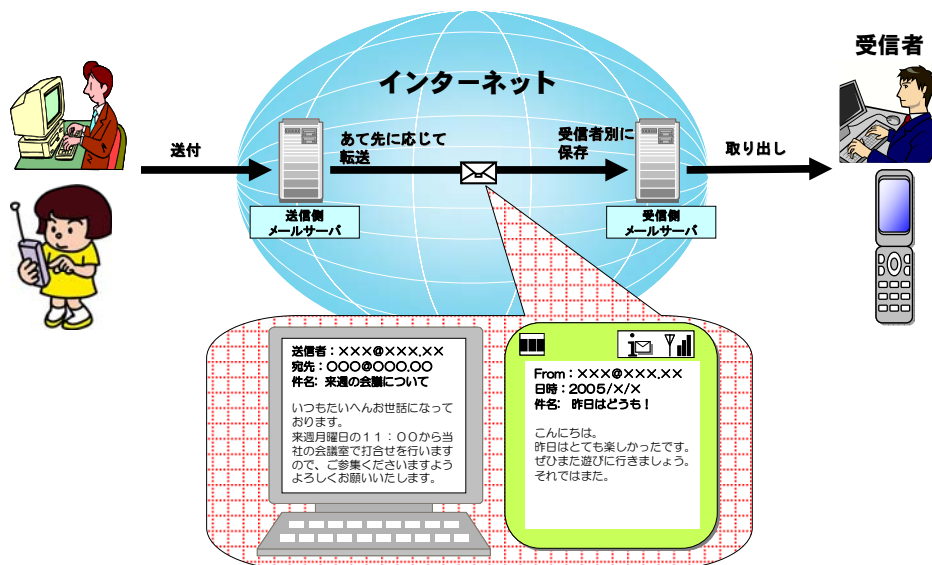 受信者
インターネット
送付
あて先に応じて
転送
受信者別に
保存
取り出し
送信側
メールサーバ
受信側
メールサーバ
送信者:×××@×××.××
宛先:○○○@○○○.○○
件名: 来週の会議について
いつもたいへんお世話になって
おります。
来週月曜日の11:00から当
社の会議室で打合せを行います
ので、ご参集くださいますよう
よろしくお願いいたします。
i
From:×××@×××.××
日時:2005/×/×
件名: 昨日はどうも!
こんにちは。
昨日はとても楽しかったです。
ぜひまた遊びに行きましょう。
それではまた。